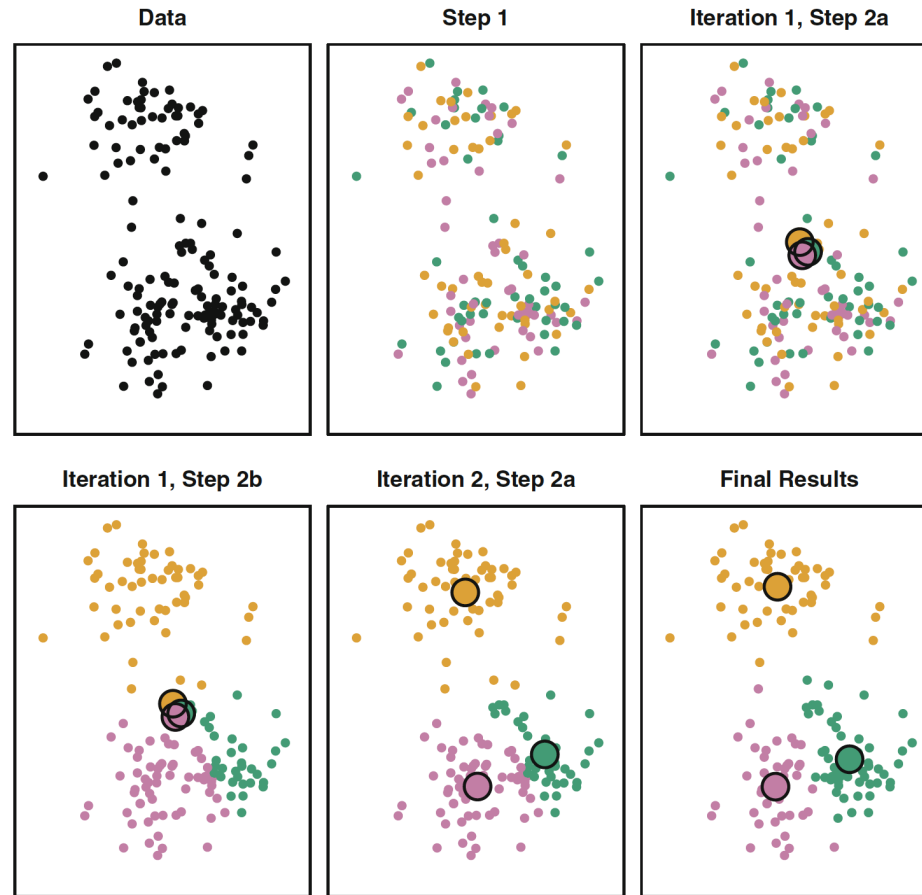 Data
Step 1
Iteration 1, Step 2a
Iteration 1, Step 2b
Iteration 2, Step 2a
Final Results